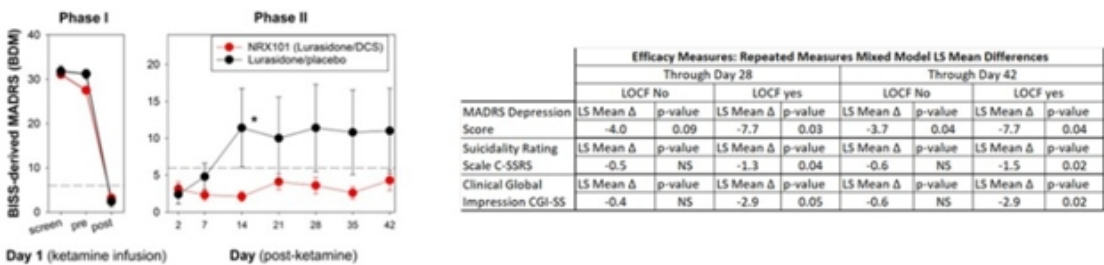 Phase I
Phase II
BISS-derived MADRS (BDM)
40
30
20
10
0
screen
pre
post
Day 1 (ketamine infusion)
NRX101 (Lurasidone/DCS)
Lurasidone/placebo
20
15
10
5
0
*
2 7 14 21 28 35 42
Day (post-ketamine)
Efficacy Measures: Repeated Measures Mixed Model LS Mean Differences
Through Day 28 Through Day 42
LOCF No LOCF yes LOCF No LOCF yes
MADRS Depression LS Mean Δ p-value LS Mean Δ p-value LS Mean Δ p-value LS Mean Δ p-value
Score -4.0 0.09 -7.7 0.03 -3.7 0.04 -7.7 0.04
Suicidality Rating LS Mean Δ p-value LS Mean Δ p-value LS Mean Δ p-value LS Mean Δ p-value
Scale C-SSRS -0.5 NS -1.3 0.04 -0.6 NS -1.5 0.02
Clinical Global LS Mean Δ p-value LS Mean Δ p-value LS Mean Δ p-value LS Mean Δ p-value
Impression CGI-SS -0.4 NS -2.9 0.05 -0.6 NS -2.9 0.02